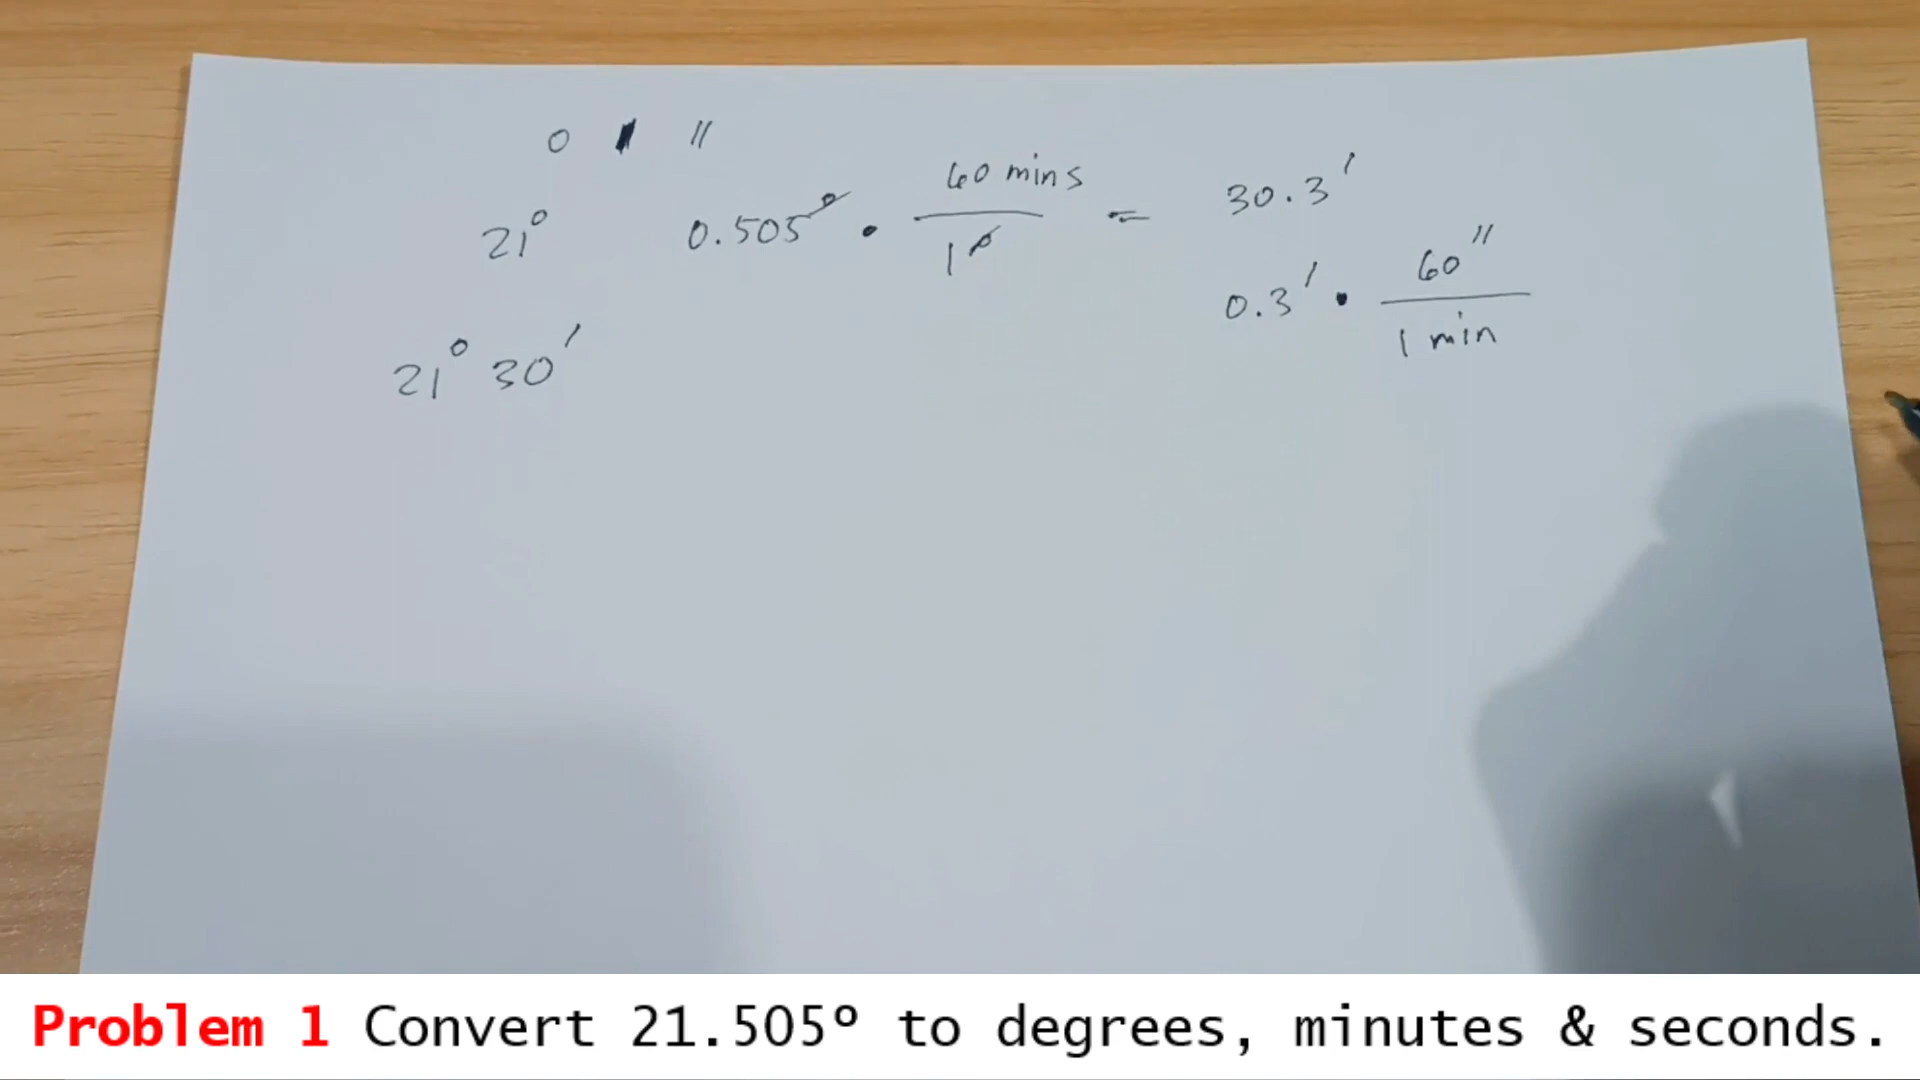 ° ′ ″
21° 0.505° • 60 mins / 1° = 30.3′
0.3′ • 60″ / 1 min
21° 30′
Problem 1 Convert 21.505º to degrees, minutes & seconds.